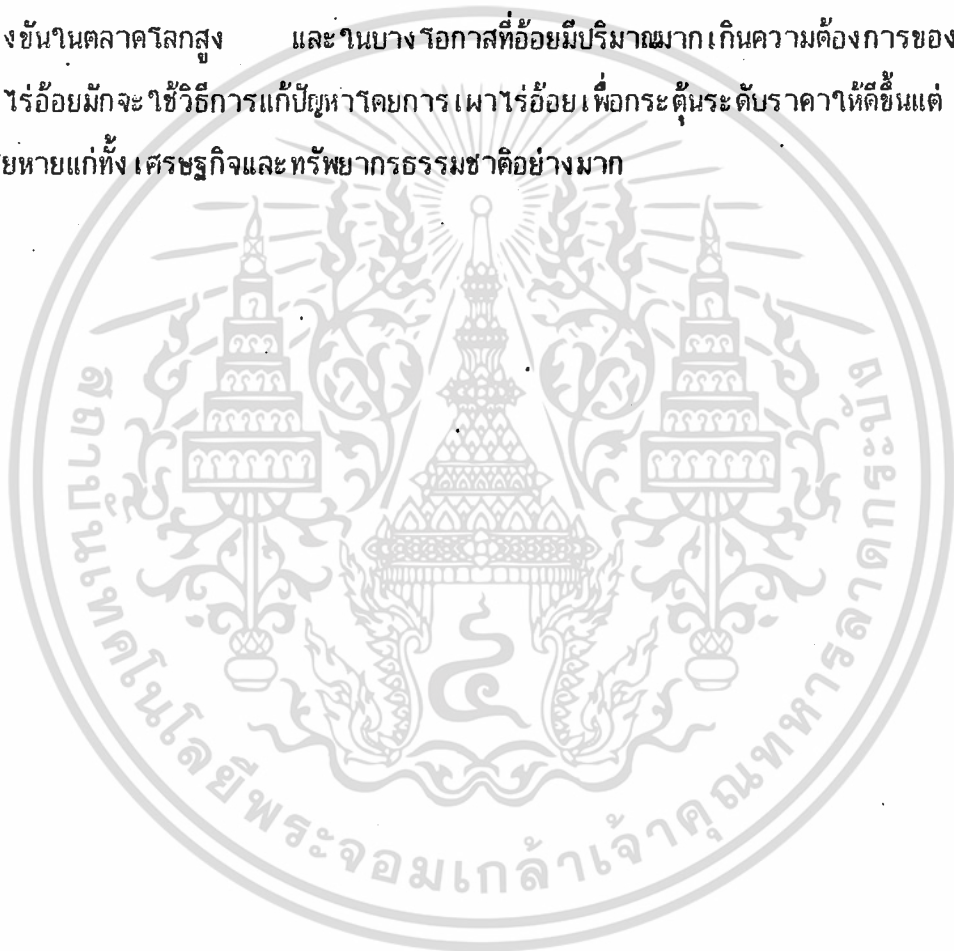 งขันในตลาดโลกสูง และในบางโอกาสที่อ้อยมีปริมาณมากเกินความต้องการของ
ไร่อ้อยมักจะใช้วิธีการแก้ปัญหาโดยการเผาไร่อ้อยเพื่อกระตุ้นระดับราคาให้ดีขึ้นแต่
ยหายแก่ทั้งเศรษฐกิจและทรัพยากรธรรมชาติอย่างมาก
สถาบันเทคโนโลยีพระจอมเกล้าเจ้าคุณทหารลาดกระบัง
๔